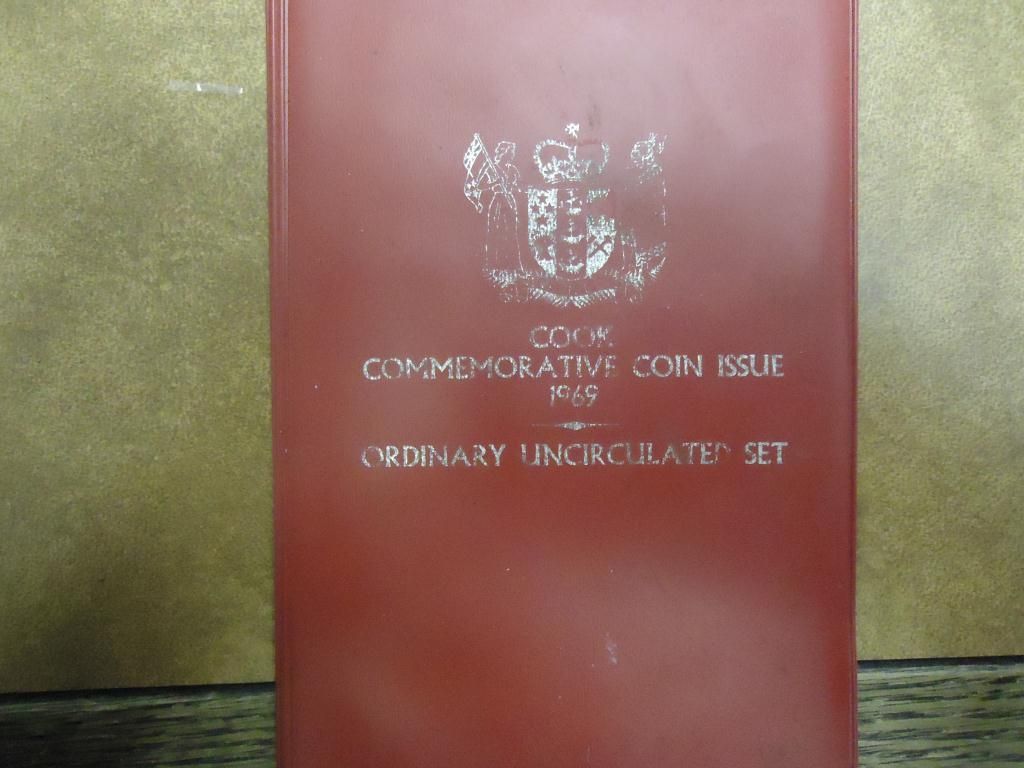 COOK
COMMEMORATIVE COIN ISSUE
1969
ORDINARY UNCIRCULATED SET